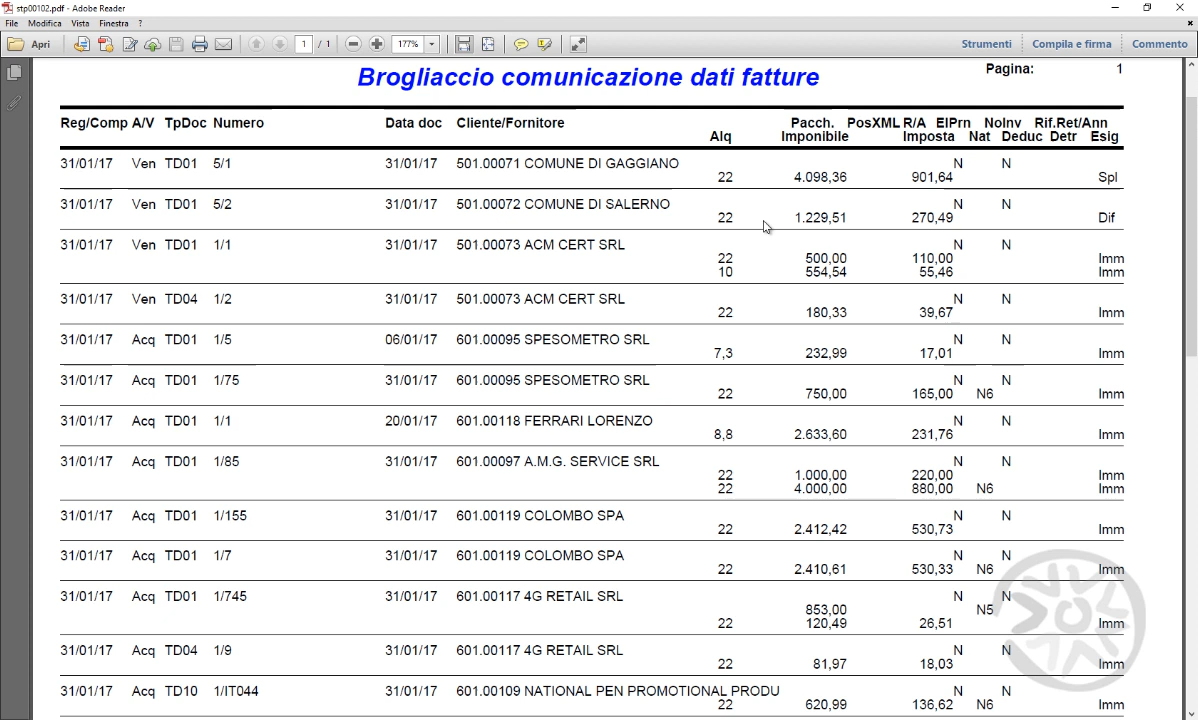 stp00102.pdf - Adobe Reader
File Modifica Vista Finestra ?
Apri 1 / 1 177% Strumenti Compila e firma Commento
Brogliaccio comunicazione dati fatture Pagina: 1
Reg/Comp A/V TpDoc Numero Data doc Cliente/Fornitore Pacch. PosXML R/A ElPrn NoInv Rif.Ret/Ann
Alq Imponibile Imposta Nat Deduc Detr Esig
31/01/17 Ven TD01 5/1 31/01/17 501.00071 COMUNE DI GAGGIANO N N
22 4.098,36 901,64 Spl
31/01/17 Ven TD01 5/2 31/01/17 501.00072 COMUNE DI SALERNO N N
22 1.229,51 270,49 Dif
31/01/17 Ven TD01 1/1 31/01/17 501.00073 ACM CERT SRL N N
22 500,00 110,00 Imm
10 554,54 55,46 Imm
31/01/17 Ven TD04 1/2 31/01/17 501.00073 ACM CERT SRL N N
22 180,33 39,67 Imm
31/01/17 Acq TD01 1/5 06/01/17 601.00095 SPESOMETRO SRL N N
7,3 232,99 17,01 Imm
31/01/17 Acq TD01 1/75 31/01/17 601.00095 SPESOMETRO SRL N N
22 750,00 165,00 N6 Imm
31/01/17 Acq TD01 1/1 20/01/17 601.00118 FERRARI LORENZO N N
8,8 2.633,60 231,76 Imm
31/01/17 Acq TD01 1/85 31/01/17 601.00097 A.M.G. SERVICE SRL N N
22 1.000,00 220,00 Imm
22 4.000,00 880,00 N6 Imm
31/01/17 Acq TD01 1/155 31/01/17 601.00119 COLOMBO SPA N N
22 2.412,42 530,73 Imm
31/01/17 Acq TD01 1/7 31/01/17 601.00119 COLOMBO SPA N N
22 2.410,61 530,33 N6 Imm
31/01/17 Acq TD01 1/745 31/01/17 601.00117 4G RETAIL SRL N N
853,00 N5
22 120,49 26,51 Imm
31/01/17 Acq TD04 1/9 31/01/17 601.00117 4G RETAIL SRL N N
22 81,97 18,03 Imm
31/01/17 Acq TD10 1/IT044 31/01/17 601.00109 NATIONAL PEN PROMOTIONAL PRODU N N
22 620,99 136,62 N6 Imm